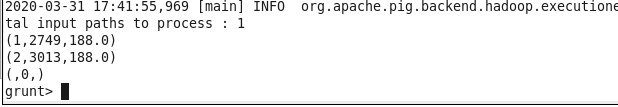 2020-03-31 17:41:55,969 [main] INFO  org.apache.pig.backend.hadoop.executione
tal input paths to process : 1
(1,2749,188.0)
(2,3013,188.0)
(,0,)
grunt>